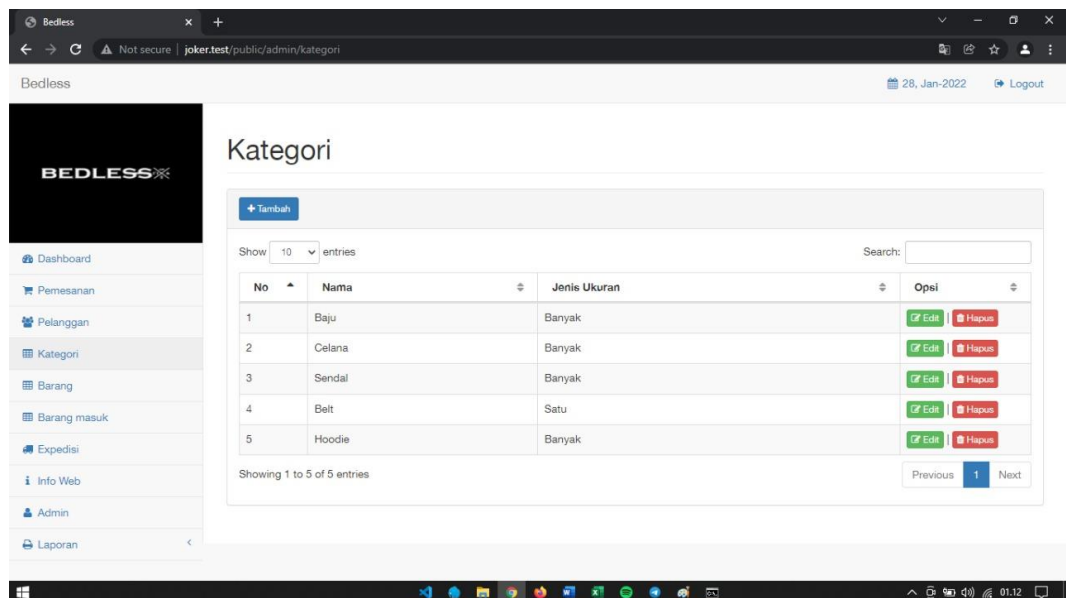 Bedless
Not secure | joker.test/public/admin/kategori
Bedless
28, Jan-2022 Logout
BEDLESS
Kategori
+ Tambah
Show 10 entries
Search:
No Nama Jenis Ukuran Opsi
1 Baju Banyak Edit | Hapus
2 Celana Banyak Edit | Hapus
3 Sendal Banyak Edit | Hapus
4 Belt Satu Edit | Hapus
5 Hoodie Banyak Edit | Hapus
Showing 1 to 5 of 5 entries
Previous 1 Next
Dashboard
Pemesanan
Pelanggan
Kategori
Barang
Barang masuk
Expedisi
Info Web
Admin
Laporan
01.12